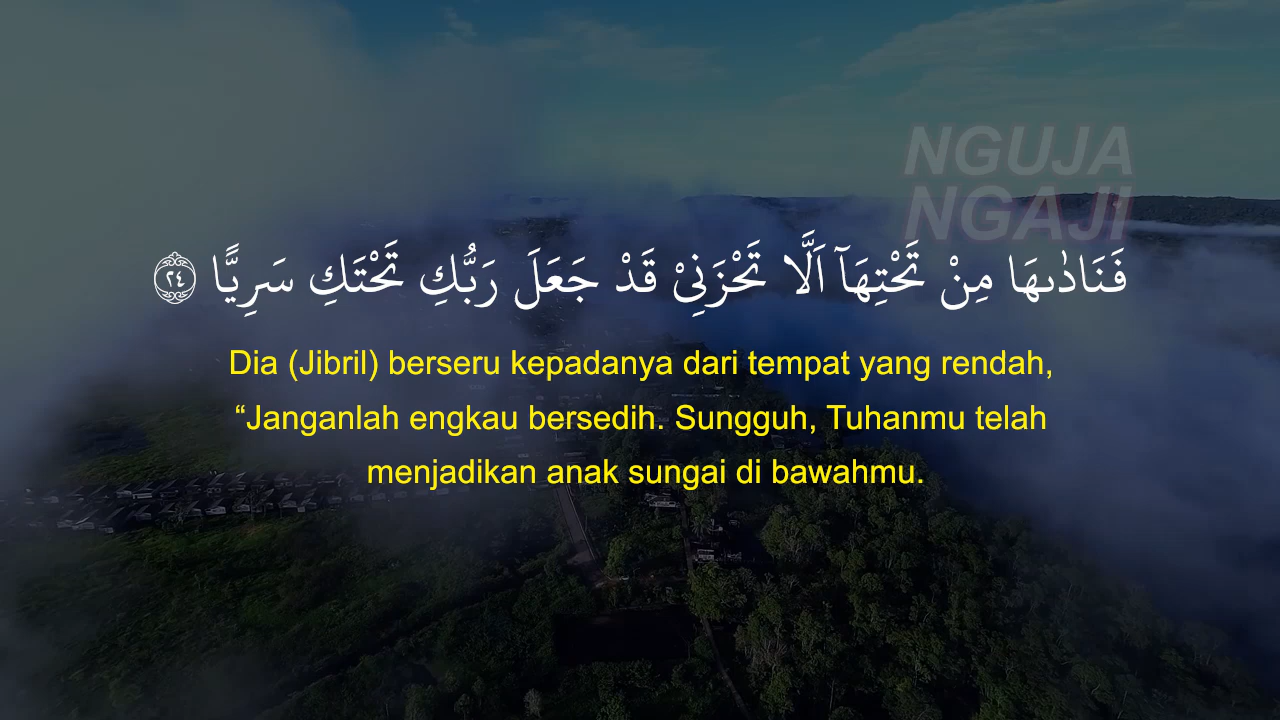 NGUJA
NGAJI
فَنَادٰىهَا مِنْ تَحْتِهَآ اَلَّا تَحْزَنِيْ قَدْ جَعَلَ رَبُّكِ تَحْتَكِ سَرِيًّا ٢٤
Dia (Jibril) berseru kepadanya dari tempat yang rendah,
“Janganlah engkau bersedih. Sungguh, Tuhanmu telah
menjadikan anak sungai di bawahmu.